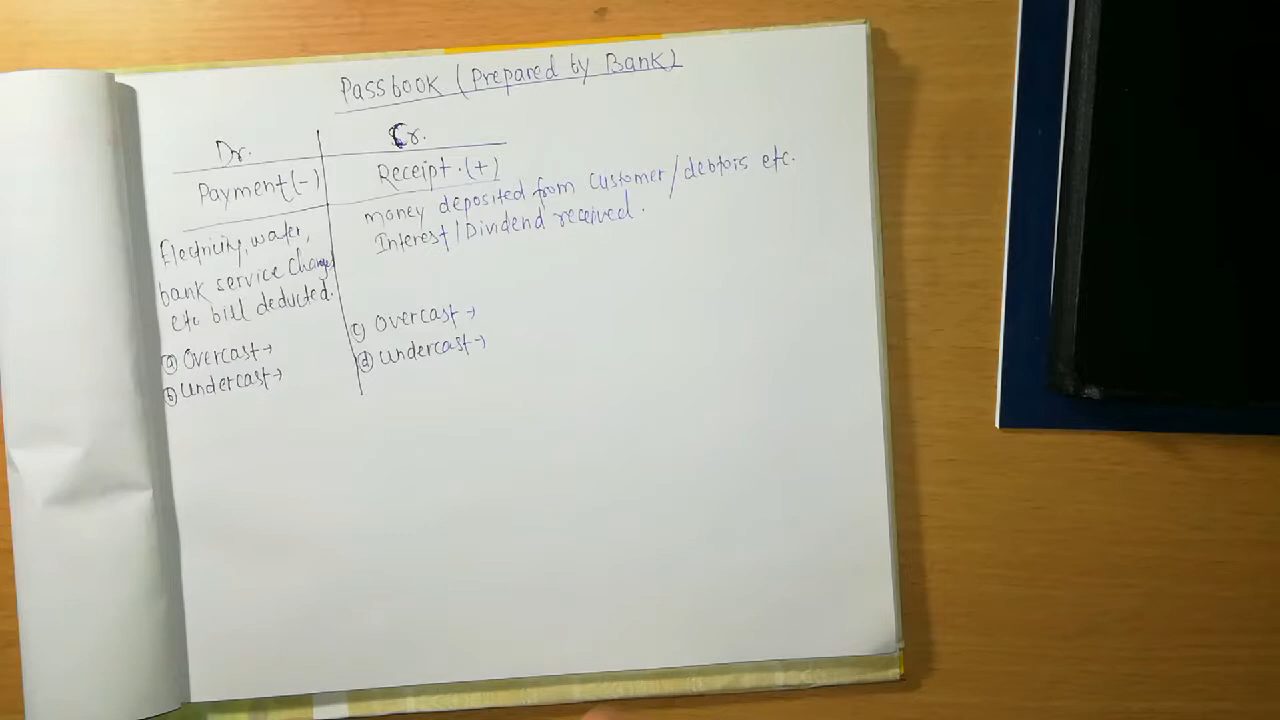 Passbook (Prepared by Bank)
Dr.
Cr.
Payment (-)
Receipt. (+)
Electricity, water,
bank service charges
etc bill deducted.
money deposited from customer/debtors etc.
Interest/Dividend received.
(a) Overcast →
(b) Undercast →
(c) Overcast →
(d) Undercast →